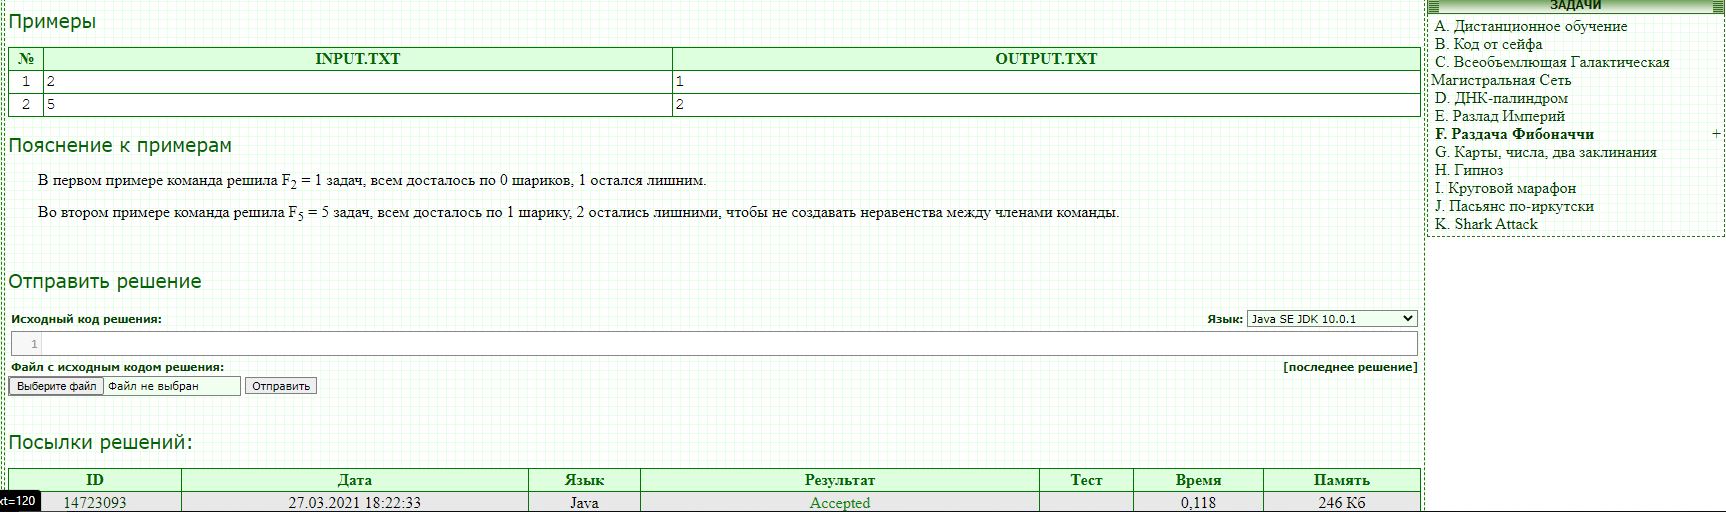 Примеры
№ INPUT.TXT OUTPUT.TXT
1 2 1
2 5 2
Пояснение к примерам
В первом примере команда решила F2 = 1 задач, всем досталось по 0 шариков, 1 остался лишним.
Во втором примере команда решила F5 = 5 задач, всем досталось по 1 шарику, 2 остались лишними, чтобы не создавать неравенства между членами команды.
Отправить решение
Исходный код решения: Язык: Java SE JDK 10.0.1
1
Файл с исходным кодом решения: [последнее решение]
Выберите файл Файл не выбран Отправить
Посылки решений:
ID Дата Язык Результат Тест Время Память
xt=120 14723093 27.03.2021 18:22:33 Java Accepted 0,118 246 Кб
ЗАДАЧИ
A. Дистанционное обучение
B. Код от сейфа
C. Всеобъемлющая Галактическая
Магистральная Сеть
D. ДНК-палиндром
E. Разлад Империй
F. Раздача Фибоначчи +
G. Карты, числа, два заклинания
H. Гипноз
I. Круговой марафон
J. Пасьянс по-иркутски
K. Shark Attack